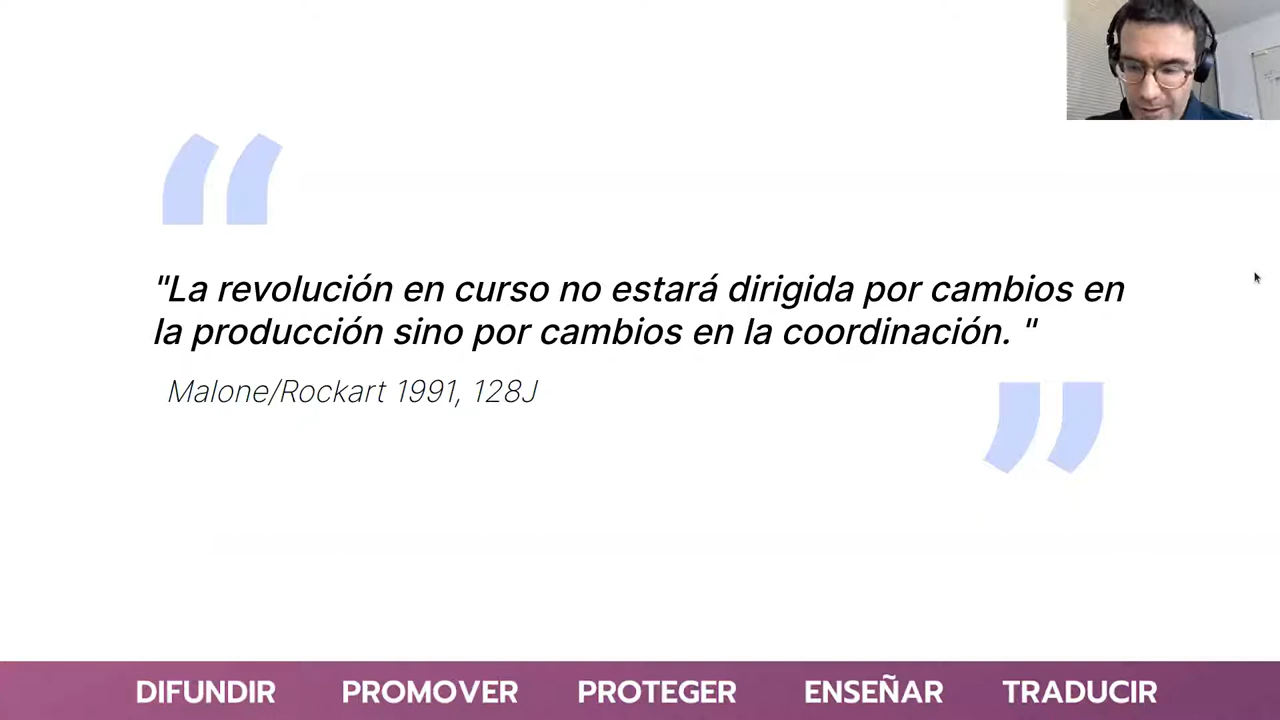 "La revolución en curso no estará dirigida por cambios en
la producción sino por cambios en la coordinación. "
Malone/Rockart 1991, 128J
DIFUNDIR PROMOVER PROTEGER ENSEÑAR TRADUCIR